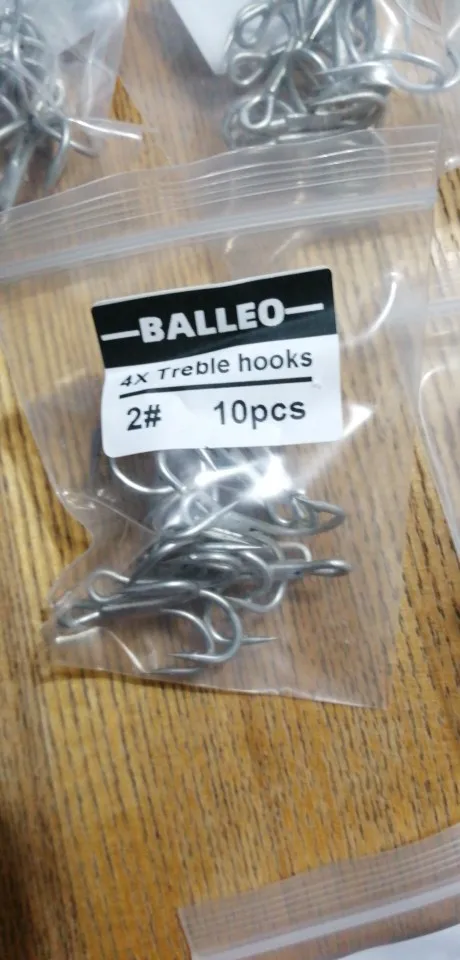 BALLEO
4X Treble hooks
2# 10pcs